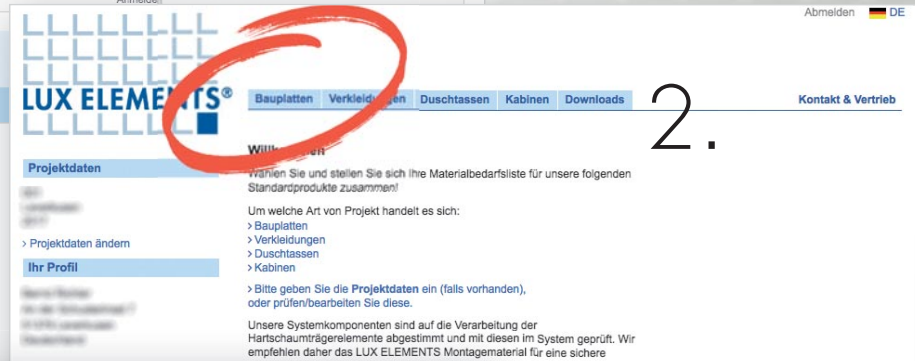 Anmelden
Abmelden DE
LUX ELEMENTS®
Bauplatten Verkleidungen Duschtassen Kabinen Downloads
2.
Kontakt & Vertrieb
Projektdaten
> Projektdaten ändern
Ihr Profil
Willkommen
Wählen Sie und stellen Sie sich Ihre Materialbedarfsliste für unsere folgenden
Standardprodukte zusammen!
Um welche Art von Projekt handelt es sich:
> Bauplatten
> Verkleidungen
> Duschtassen
> Kabinen
> Bitte geben Sie die Projektdaten ein (falls vorhanden),
oder prüfen/bearbeiten Sie diese.
Unsere Systemkomponenten sind auf die Verarbeitung der
Hartschaumträgerelemente abgestimmt und mit diesen im System geprüft. Wir
empfehlen daher das LUX ELEMENTS Montagematerial für eine sichere